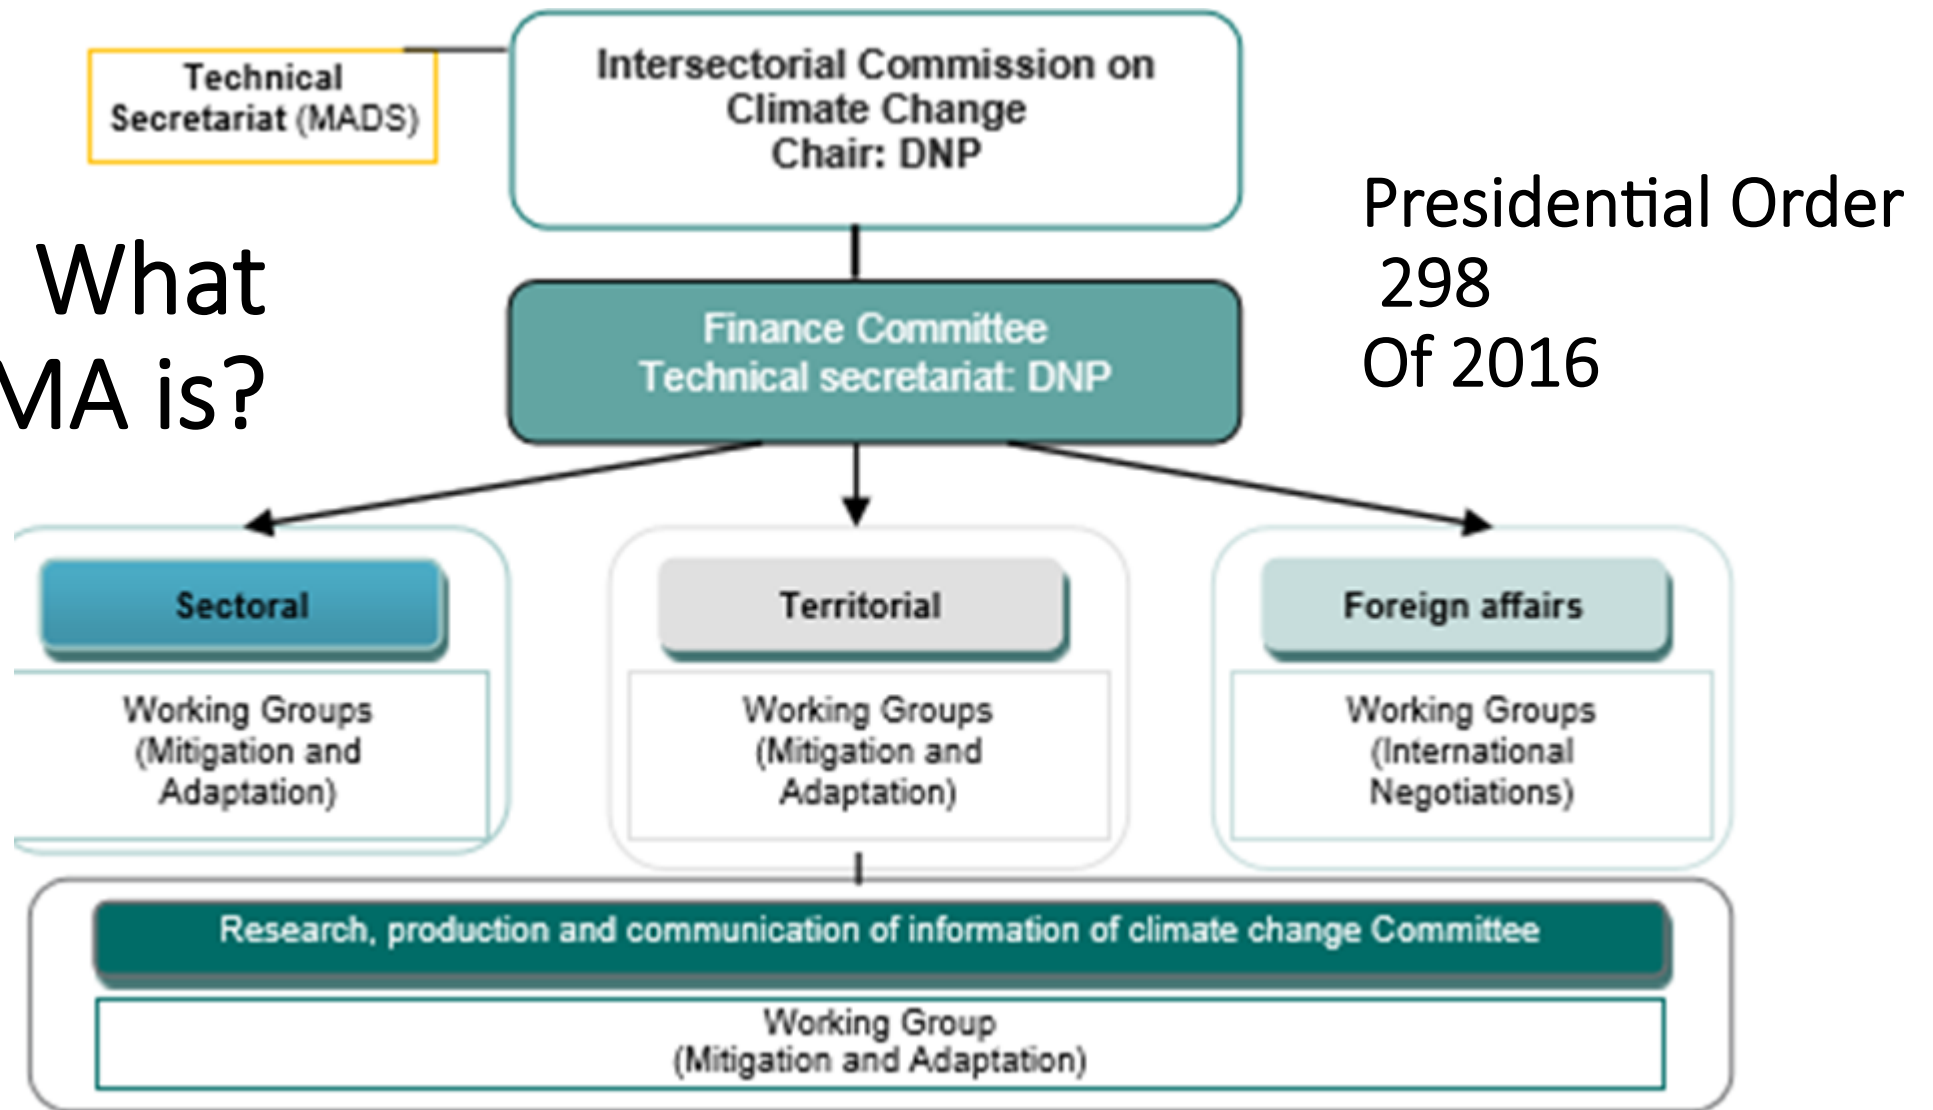 Technical
Secretariat (MADS)
Intersectorial Commission on
Climate Change
Chair: DNP
Presidential Order
298
Of 2016
What
MA is?
Finance Committee
Technical secretariat: DNP
Sectoral
Working Groups
(Mitigation and
Adaptation)
Territorial
Working Groups
(Mitigation and
Adaptation)
Foreign affairs
Working Groups
(International
Negotiations)
Research, production and communication of information of climate change Committee
Working Group
(Mitigation and Adaptation)